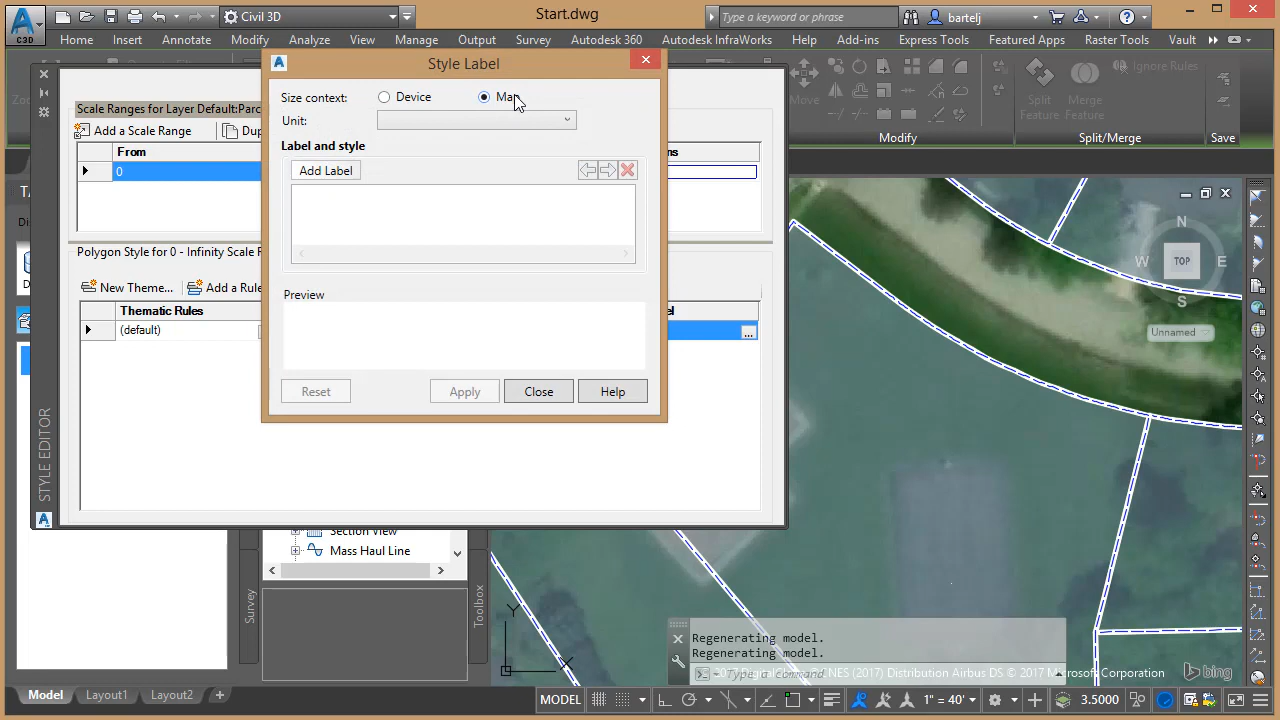 Civil 3D
Start.dwg
Type a keyword or phrase
bartelj
C3D
Home Insert Annotate Modify Analyze View Manage Output Survey Autodesk 360 Autodesk InfraWorks Help Add-ins Express Tools Featured Apps Raster Tools Vault
Style Label
Move
Split
Feature
Merge
Feature
Ignore Rules
Modify
Split/Merge
Save
Scale Ranges for Layer Default:Parc
Add a Scale Range
From
0
Size context:
Device
Unit:
Label and style
Add Label
Polygon Style for 0 - Infinity Scale
New Theme...
Add a Rule
Thematic Rules
(default)
...
Preview
Reset
Apply
Close
Help
STYLE EDITOR
N
W
TOP
E
S
Unnamed
Section View
Mass Haul Line
Survey
Toolbox
Y
X
Regenerating model.
Regenerating model.
Type a command
2017 Distribution Airbus DS © 2017 Microsoft Corporation
bing
Model
Layout1
Layout2
+
MODEL
1" = 40'
3.5000